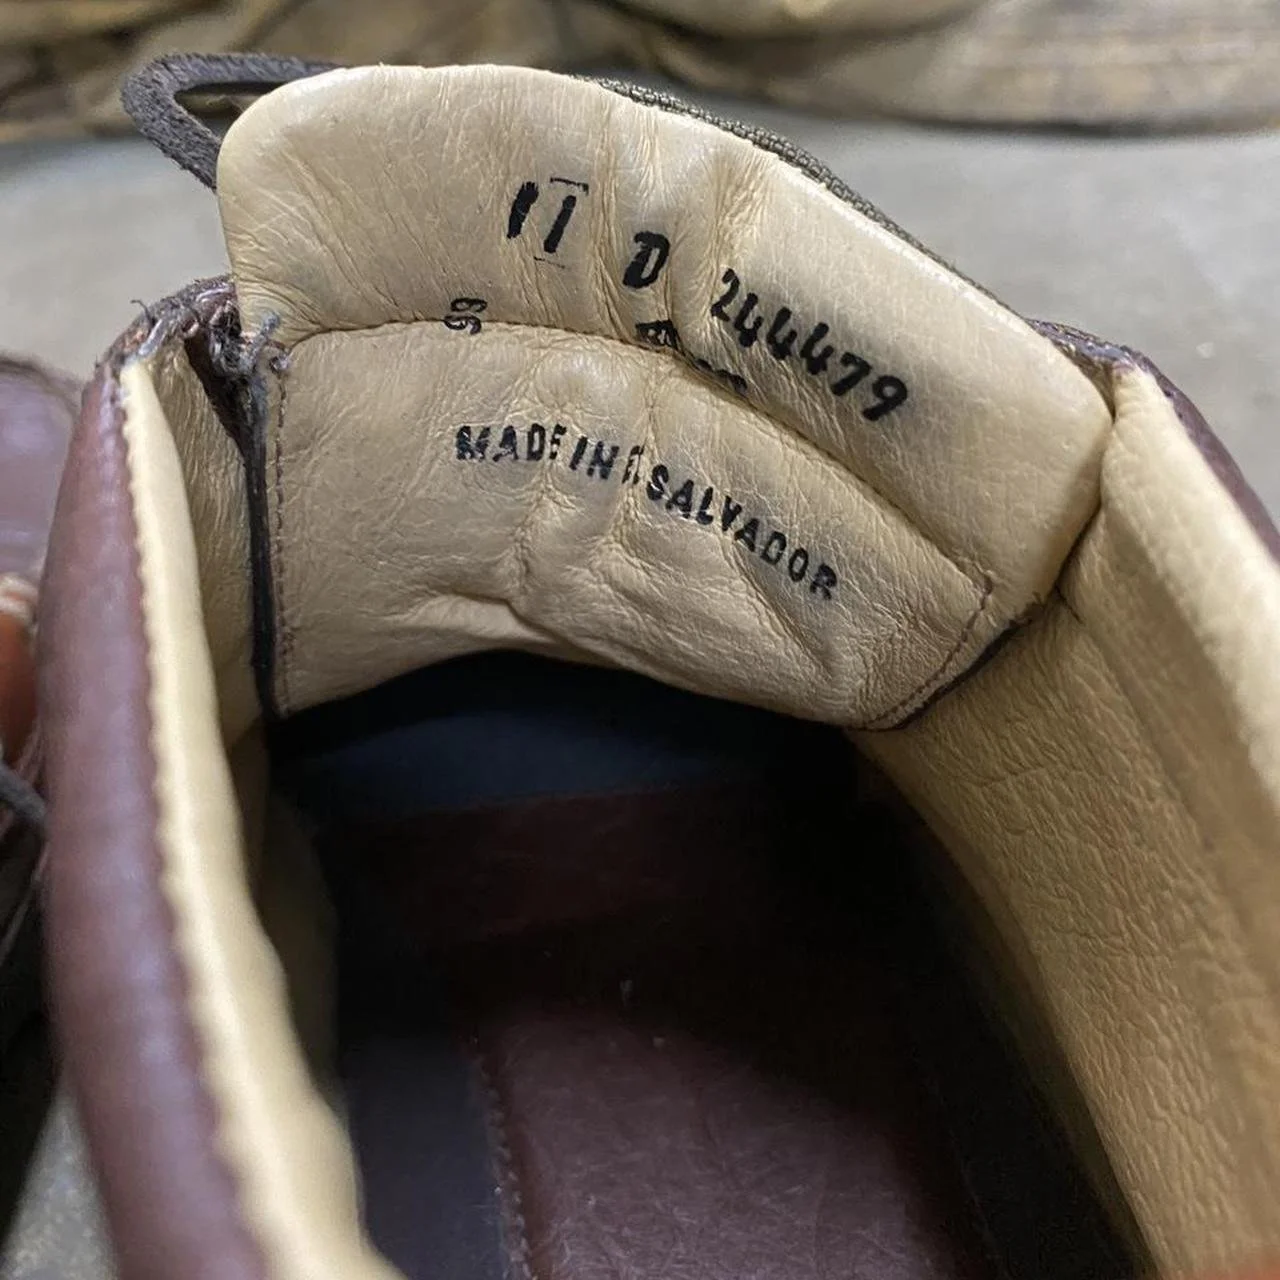 11 D 244479
MADE IN EL SALVADOR